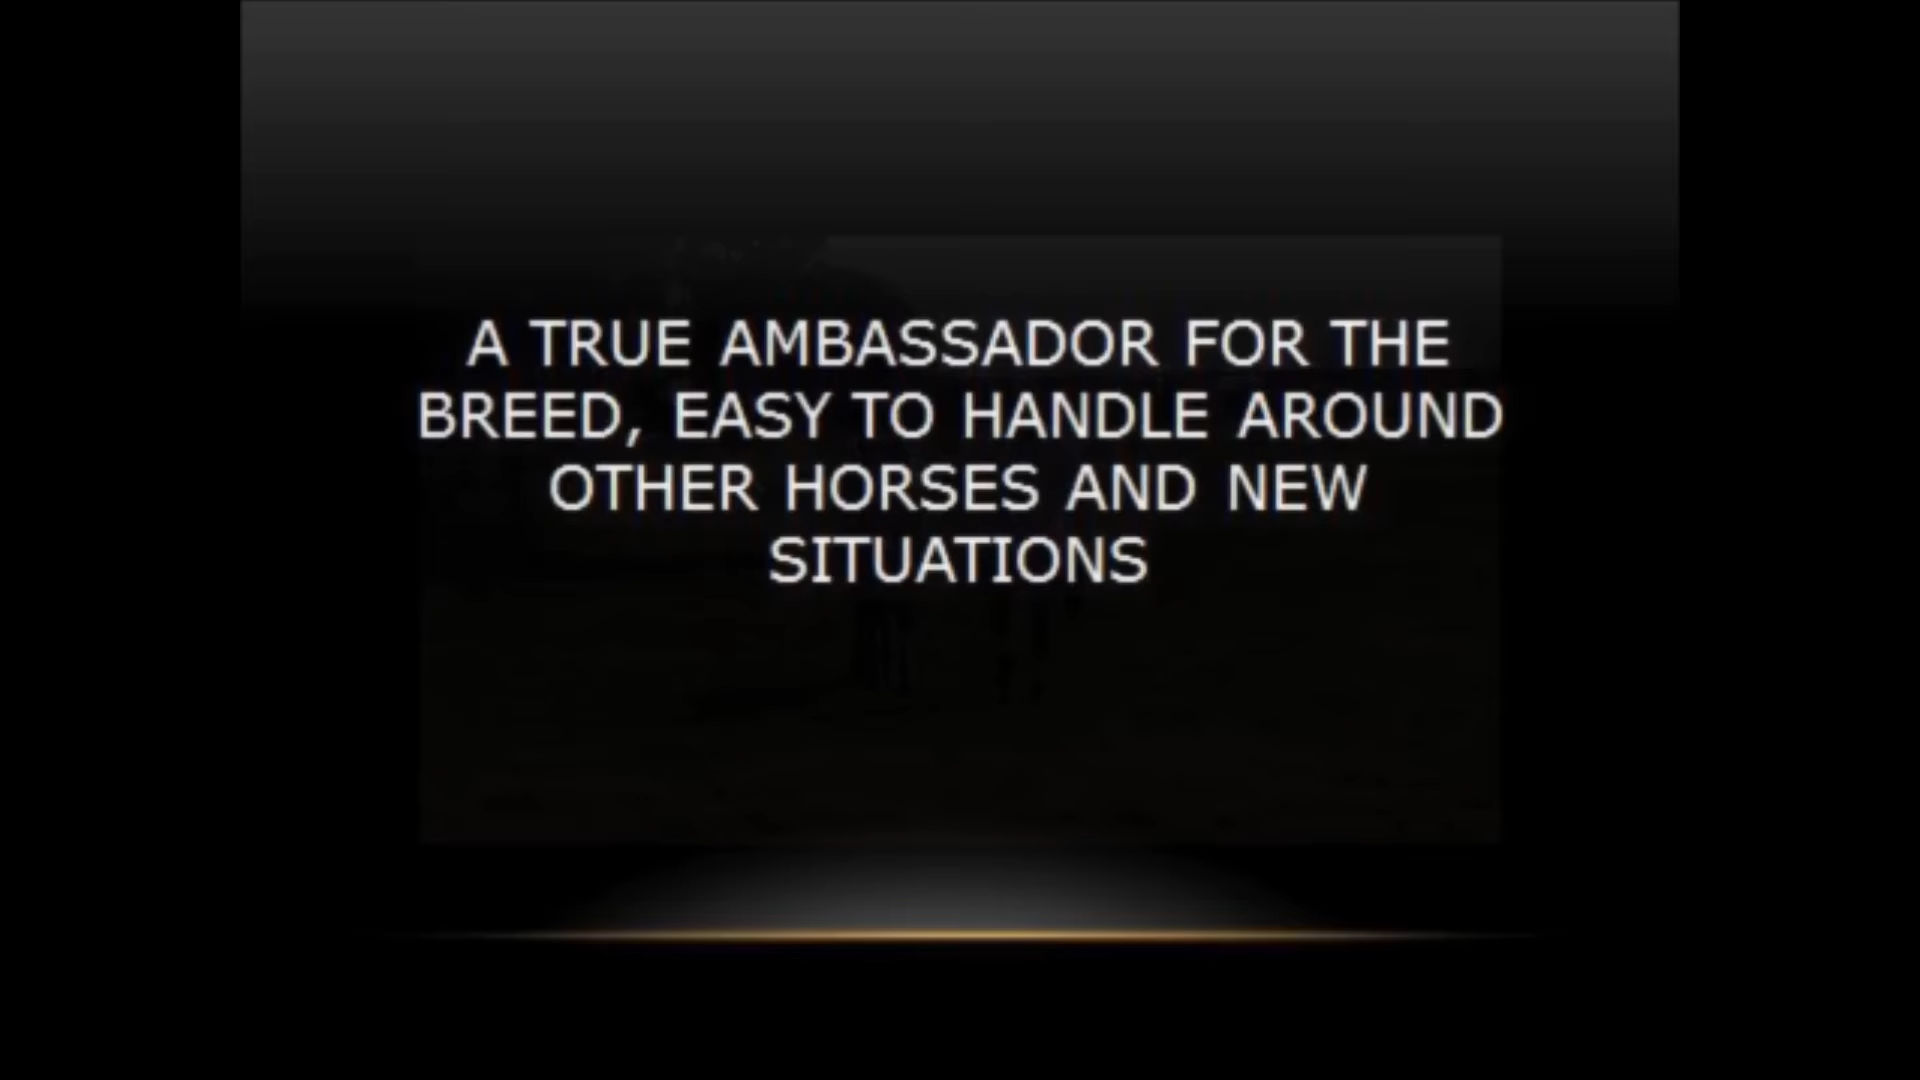 A TRUE AMBASSADOR FOR THE
BREED, EASY TO HANDLE AROUND
OTHER HORSES AND NEW
SITUATIONS